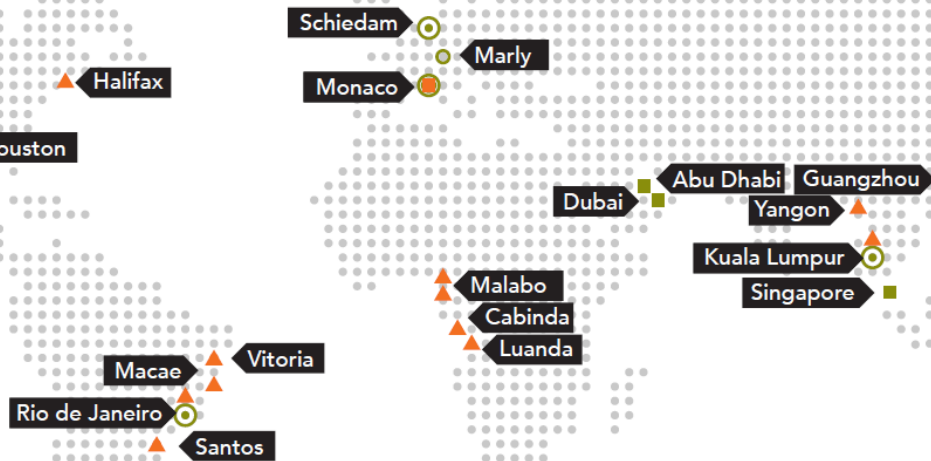 Schiedam
Marly
Halifax
Monaco
ouston
Abu Dhabi
Guangzhou
Dubai
Yangon
Kuala Lumpur
Malabo
Singapore
Cabinda
Luanda
Vitoria
Macae
Rio de Janeiro
Santos